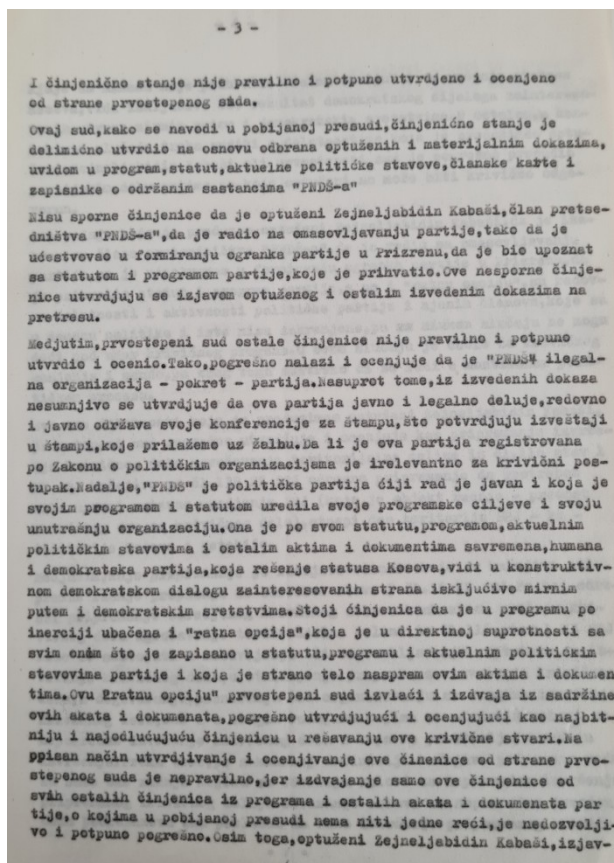 - 3 -
I činjenično stanje nije pravilno i potpuno utvrdjeno i ocenjeno
od strane prvostepenog suda.
Ovaj sud,kako se navodi u pobijanoj presudi,činjenično stanje je
delimično utvrdio na osnovu odbrana optuženih i materijalnim dokazima,
uvidom u program,statut,aktuelne političke stavove,članske karte i
zapisnike o održanim sastancima "PNDŠ-a"
Nisu sporne činjenice da je optuženi Zejneljabidin Kabaši,član pretse-
dništva "PNDŠ-a",da je radio na omasovljavanju partije,tako da je
učestvovao u formiranju ogranka partije u Prizrenu,da je bio upoznat
sa statutom i programom partije,koje je prihvatio.Ove nesporne činje-
nice utvrdjuju se izjavom optuženog i ostalim izvedenim dokazima na
pretresu.
Medjutim,prvostepeni sud ostale činjenice nije pravilno i potpuno
utvrdio i ocenio.Tako,pogrešno nalazi i ocenjuje da je "PNDŠ" ilegal-
na organizacija - pokret - partija.Nasuprot tome,iz izvedenih dokaza
nesumnjivo se utvrdjuje da ova partija javno i legalno deluje,redovno
i javno održava svoje konferencije za štampu,što potvrdjuju izveštaji
u štampi,koje prilažemo uz žalbu.Da li je ova partija registrovana
po Zakonu o političkim organizacijama je irelevantno za krivični pos-
tupak.Nadalje,"PNDŠ" je politička partija čiji rad je javan i koja je
svojim programom i statutom uredila svoje programske ciljeve i svoju
unutrašnju organizaciju.Ona je po svom statutu,programom,aktuelnim
političkim stavovima i ostalim aktima i dokumentima savremena,humana
i demokratska partija,koja rešenje statusa Kosova,vidi u konstruktiv-
nom demokratskom dialogu zainteresovanih strana isključivo mirnim
putem i demokratskim sretstvima.Stoji činjenica da je u programu po
inerciji ubačena i "ratna opcija",koja je u direktnoj suprotnosti sa
svim onim što je zapisano u statutu,programu i aktuelnim političkim
stavovima partije i koja je strano telo naspram ovim aktima i dokumen
tima.Ovu Pratnu opciju" prvostepeni sud izvlači i izdvaja iz sadržine
ovih akata i dokumenata,pogrešno utvrdjujući i ocenjujući kao najbit-
niju i najodlučujuću činjenicu u rešavanju ove krivične stvari.Na
ppisan način utvrdjivanje i ocenjivanje ove činenice od strane prvo-
stepenog suda je nepravilno,jer izdvajanje samo ove činjenice od
svih ostalih činjenica iz programa i ostalih akata i dokumenata par
tije,o kojima u pobijanoj presudi nema niti jedne reči,je nedozvolji-
vo i potpuno pogrešno.Osim toga,optuženi Zejneljabidin Kabaši,izjav-